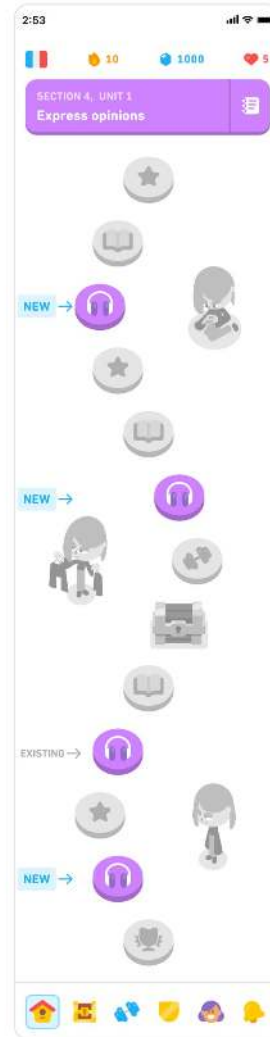 2:53
10
1000
5
SECTION 4, UNIT 1
Express opinions
NEW →
NEW →
EXISTING →
NEW →